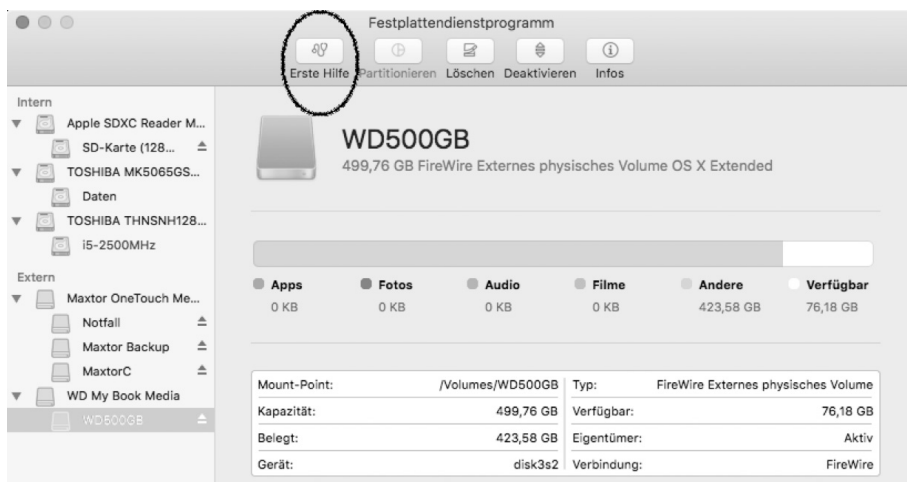 Festplattendienstprogramm
Erste Hilfe Partitionieren Löschen Deaktivieren Infos
Intern
Apple SDXC Reader M...
SD-Karte (128...
TOSHIBA MK5065GS...
Daten
TOSHIBA THNSNH128...
i5-2500MHz
Extern
Maxtor OneTouch Me...
Notfall
Maxtor Backup
MaxtorC
WD My Book Media
WD500GB
WD500GB
499,76 GB FireWire Externes physisches Volume OS X Extended
Apps Fotos Audio Filme Andere Verfügbar
0 KB 0 KB 0 KB 0 KB 423,58 GB 76,18 GB
Mount-Point: /Volumes/WD500GB Typ: FireWire Externes physisches Volume
Kapazität: 499,76 GB Verfügbar: 76,18 GB
Belegt: 423,58 GB Eigentümer: Aktiv
Gerät: disk3s2 Verbindung: FireWire